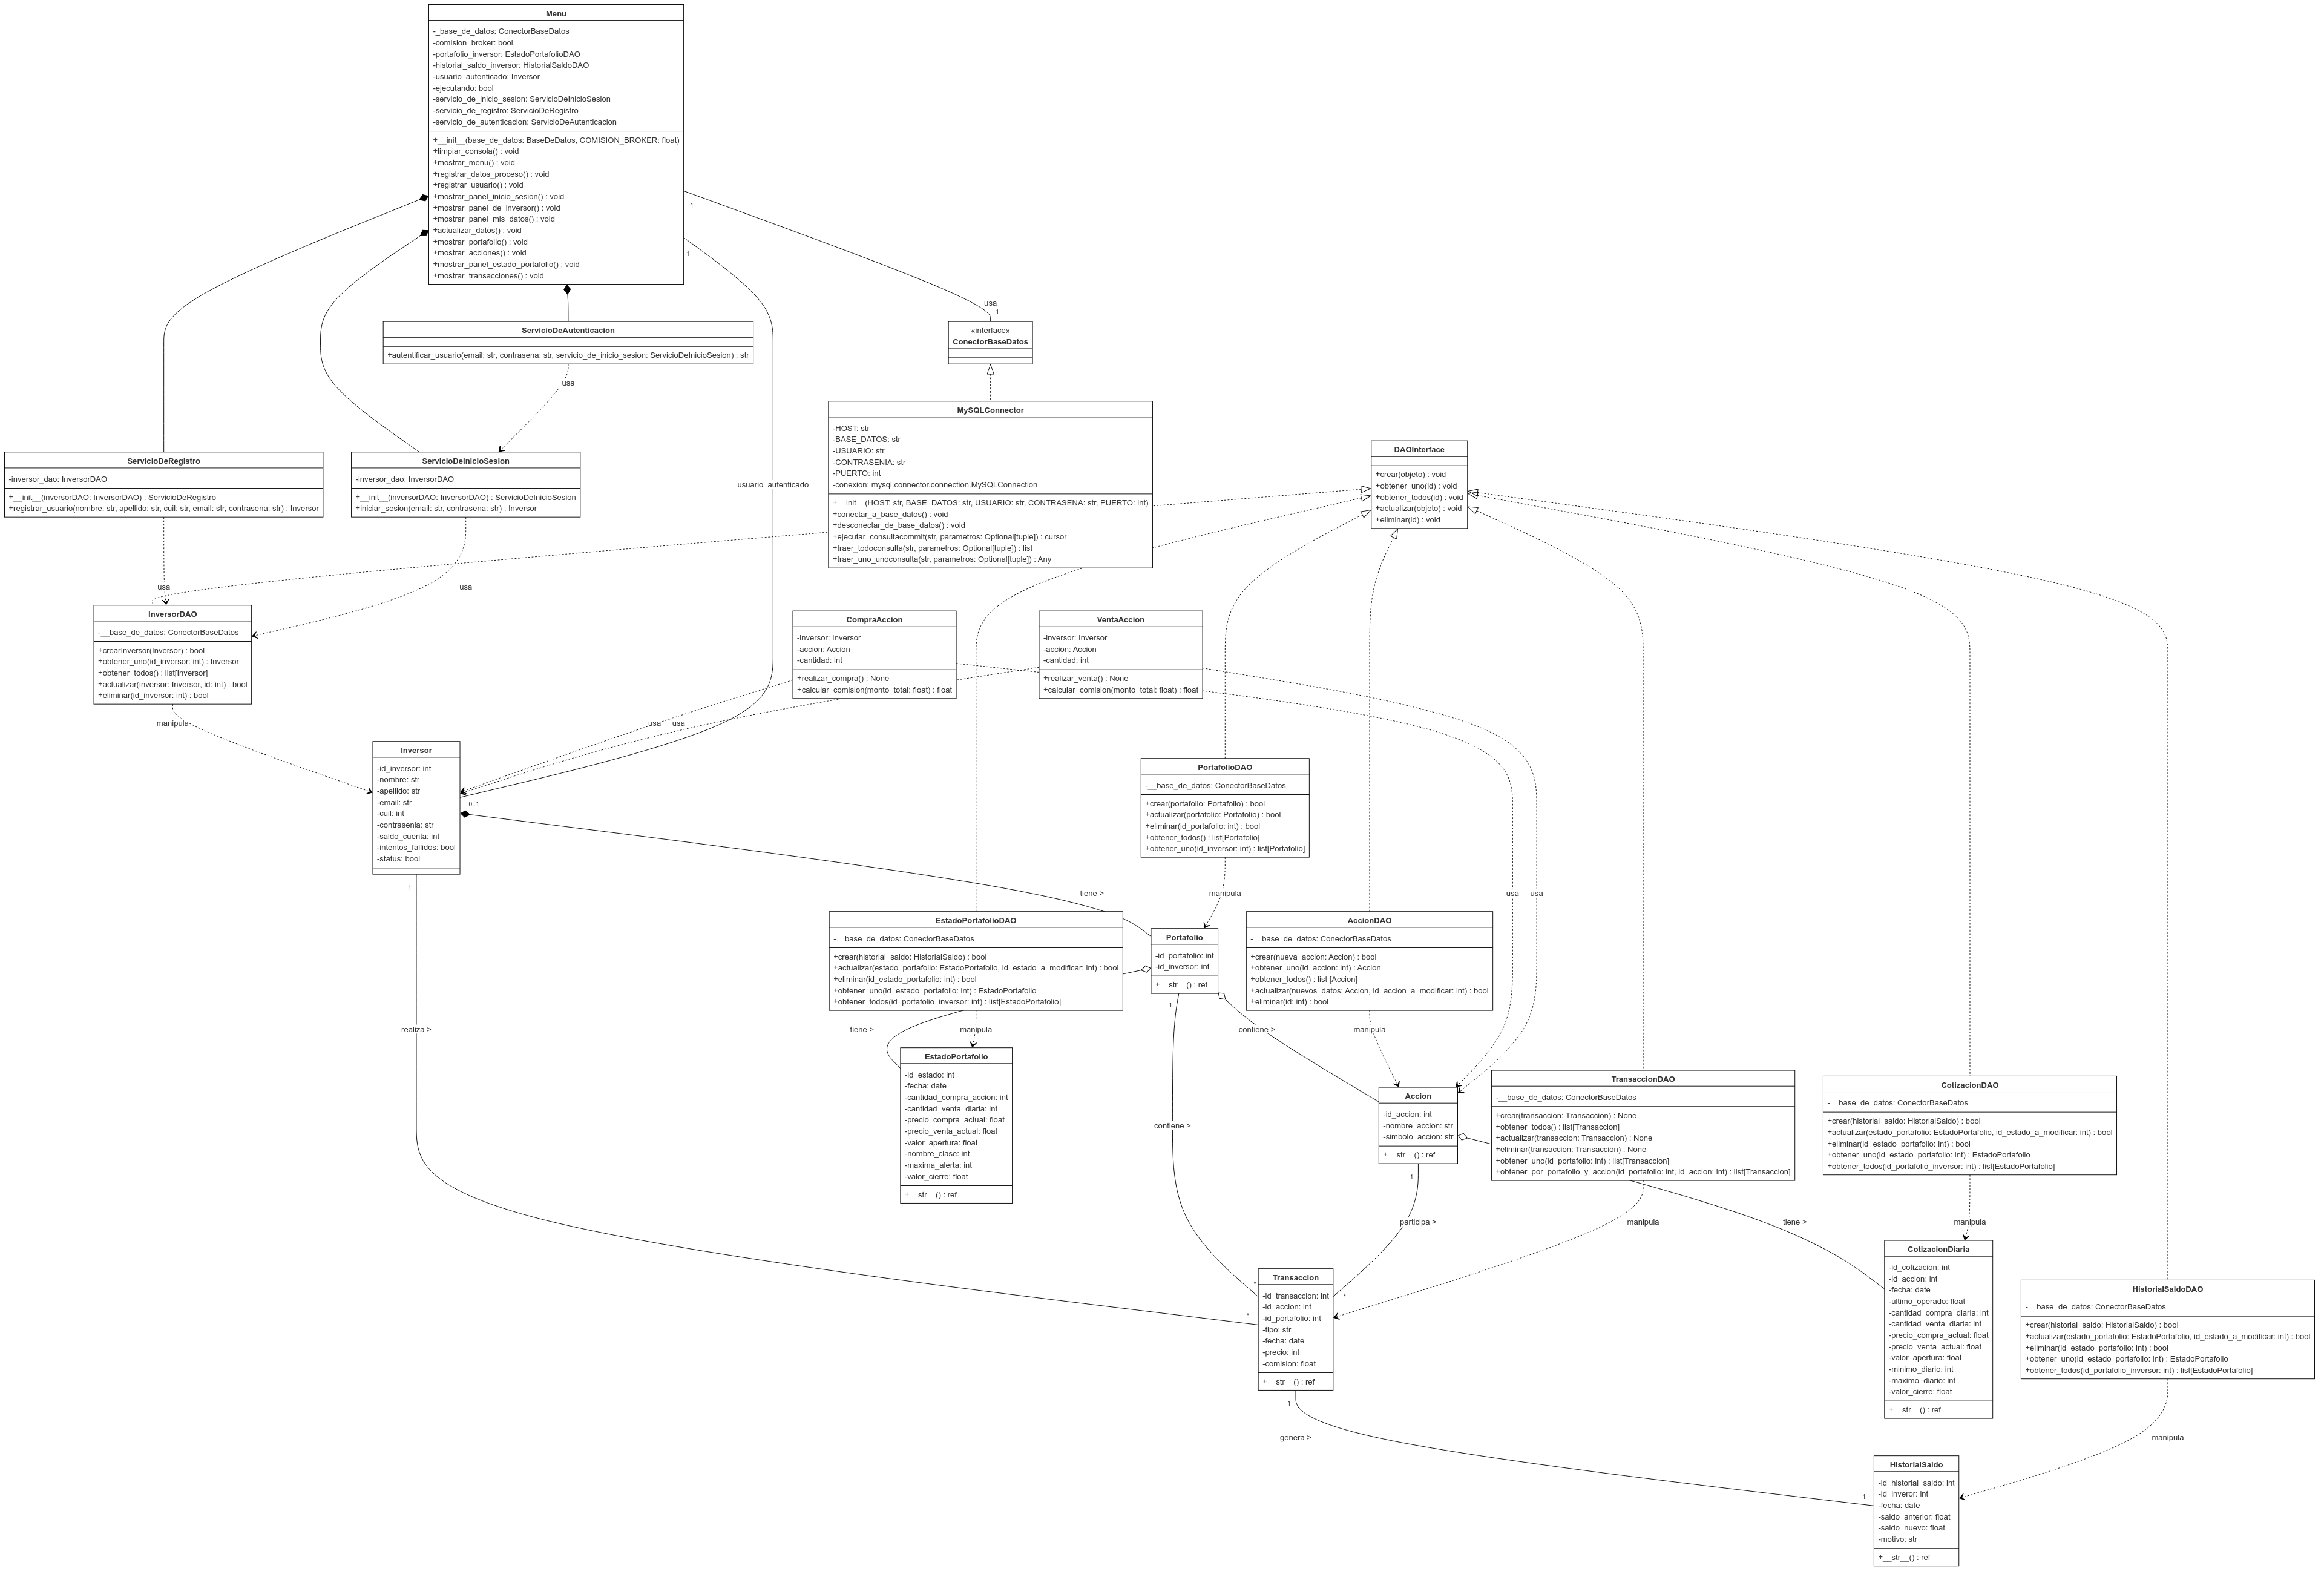 Menu
-_base_de_datos: ConectorBaseDatos
-comision_broker: bool
-portafolio_inversor: EstadoPortafolioDAO
-historial_saldo_inversor: HistorialSaldoDAO
-usuario_autenticado: Inversor
-ejecutando: bool
-servicio_de_inicio_sesion: ServicioDeInicioSesion
-servicio_de_registro: ServicioDeRegistro
-servicio_de_autenticacion: ServicioDeAutenticacion
+__init__(base_de_datos: BaseDeDatos, COMISION_BROKER: float)
+limpiar_consola() : void
+mostrar_menu() : void
+registrar_datos_proceso() : void
+registrar_usuario() : void
+mostrar_panel_inicio_sesion() : void
+mostrar_panel_de_inversor() : void
+mostrar_panel_mis_datos() : void
+actualizar_datos() : void
+mostrar_portafolio() : void
+mostrar_acciones() : void
+mostrar_panel_estado_portafolio() : void
+mostrar_transacciones() : void
1
1
usa
1
ServicioDeAutenticacion
+autentificar_usuario(email: str, contrasena: str, servicio_de_inicio_sesion: ServicioDeInicioSesion) : str
usa
«interface»
ConectorBaseDatos
MySQLConnector
-HOST: str
-BASE_DATOS: str
-USUARIO: str
-CONTRASENIA: str
-PUERTO: int
-conexion: mysql.connector.connection.MySQLConnection
+__init__(HOST: str, BASE_DATOS: str, USUARIO: str, CONTRASENA: str, PUERTO: int)
+conectar_a_base_datos() : void
+desconectar_de_base_datos() : void
+ejecutar_consultacommit(str, parametros: Optional[tuple]) : cursor
+traer_todoconsulta(str, parametros: Optional[tuple]) : list
+traer_uno_unoconsulta(str, parametros: Optional[tuple]) : Any
DAOInterface
+crear(objeto) : void
+obtener_uno(id) : void
+obtener_todos(id) : void
+actualizar(objeto) : void
+eliminar(id) : void
ServicioDeRegistro
-inversor_dao: InversorDAO
+__init__(inversorDAO: InversorDAO) : ServicioDeRegistro
+registrar_usuario(nombre: str, apellido: str, cuil: str, email: str, contrasena: str) : Inversor
ServicioDeInicioSesion
-inversor_dao: InversorDAO
+__init__(inversorDAO: InversorDAO) : ServicioDeInicioSesion
+iniciar_sesion(email: str, contrasena: str) : Inversor
usuario_autenticado
usa
usa
InversorDAO
-__base_de_datos: ConectorBaseDatos
+crearInversor(Inversor) : bool
+obtener_uno(id_inversor: int) : Inversor
+obtener_todos() : list[Inversor]
+actualizar(inversor: Inversor, id: int) : bool
+eliminar(id_inversor: int) : bool
manipula
CompraAccion
-inversor: Inversor
-accion: Accion
-cantidad: int
+realizar_compra() : None
+calcular_comision(monto_total: float) : float
VentaAccion
-inversor: Inversor
-accion: Accion
-cantidad: int
+realizar_venta() : None
+calcular_comision(monto_total: float) : float
usa
usa
Inversor
-id_inversor: int
-nombre: str
-apellido: str
-email: str
-cuil: int
-contrasenia: str
-saldo_cuenta: int
-intentos_fallidos: bool
-status: bool
0..1
1
PortafolioDAO
-__base_de_datos: ConectorBaseDatos
+crear(portafolio: Portafolio) : bool
+actualizar(portafolio: Portafolio) : bool
+eliminar(id_portafolio: int) : bool
+obtener_todos() : list[Portafolio]
+obtener_uno(id_inversor: int) : list[Portafolio]
tiene >
manipula
usa
usa
EstadoPortafolioDAO
-__base_de_datos: ConectorBaseDatos
+crear(historial_saldo: HistorialSaldo) : bool
+actualizar(estado_portafolio: EstadoPortafolio, id_estado_a_modificar: int) : bool
+eliminar(id_estado_portafolio: int) : bool
+obtener_uno(id_estado_portafolio: int) : EstadoPortafolio
+obtener_todos(id_portafolio_inversor: int) : list[EstadoPortafolio]
Portafolio
-id_portafolio: int
-id_inversor: int
+__str__() : ref
1
AccionDAO
-__base_de_datos: ConectorBaseDatos
+crear(nueva_accion: Accion) : bool
+obtener_uno(id_accion: int) : Accion
+obtener_todos() : list [Accion]
+actualizar(nuevos_datos: Accion, id_accion_a_modificar: int) : bool
+eliminar(id: int) : bool
realiza >
tiene >
manipula
contiene >
manipula
EstadoPortafolio
-id_estado: int
-fecha: date
-cantidad_compra_accion: int
-cantidad_venta_diaria: int
-precio_compra_actual: float
-precio_venta_actual: float
-valor_apertura: float
-nombre_clase: int
-maxima_alerta: int
-valor_cierre: float
+__str__() : ref
contiene >
Accion
-id_accion: int
-nombre_accion: str
-simbolo_accion: str
+__str__() : ref
1
TransaccionDAO
-__base_de_datos: ConectorBaseDatos
+crear(transaccion: Transaccion) : None
+obtener_todos() : list[Transaccion]
+actualizar(transaccion: Transaccion) : None
+eliminar(transaccion: Transaccion) : None
+obtener_uno(id_portafolio: int) : list[Transaccion]
+obtener_por_portafolio_y_accion(id_portafolio: int, id_accion: int) : list[Transaccion]
CotizacionDAO
-__base_de_datos: ConectorBaseDatos
+crear(historial_saldo: HistorialSaldo) : bool
+actualizar(estado_portafolio: EstadoPortafolio, id_estado_a_modificar: int) : bool
+eliminar(id_estado_portafolio: int) : bool
+obtener_uno(id_estado_portafolio: int) : EstadoPortafolio
+obtener_todos(id_portafolio_inversor: int) : list[EstadoPortafolio]
participa >
manipula
tiene >
manipula
Transaccion
-id_transaccion: int
-id_accion: int
-id_portafolio: int
-tipo: str
-fecha: date
-precio: int
-comision: float
+__str__() : ref
*
*
*
1
CotizacionDiaria
-id_cotizacion: int
-id_accion: int
-fecha: date
-ultimo_operado: float
-cantidad_compra_diaria: int
-cantidad_venta_diaria: int
-precio_compra_actual: float
-precio_venta_actual: float
-valor_apertura: float
-minimo_diario: int
-maximo_diario: int
-valor_cierre: float
+__str__() : ref
HistorialSaldoDAO
-__base_de_datos: ConectorBaseDatos
+crear(historial_saldo: HistorialSaldo) : bool
+actualizar(estado_portafolio: EstadoPortafolio, id_estado_a_modificar: int) : bool
+eliminar(id_estado_portafolio: int) : bool
+obtener_uno(id_estado_portafolio: int) : EstadoPortafolio
+obtener_todos(id_portafolio_inversor: int) : list[EstadoPortafolio]
genera >
manipula
1
HistorialSaldo
-id_historial_saldo: int
-id_inveror: int
-fecha: date
-saldo_anterior: float
-saldo_nuevo: float
-motivo: str
+__str__() : ref